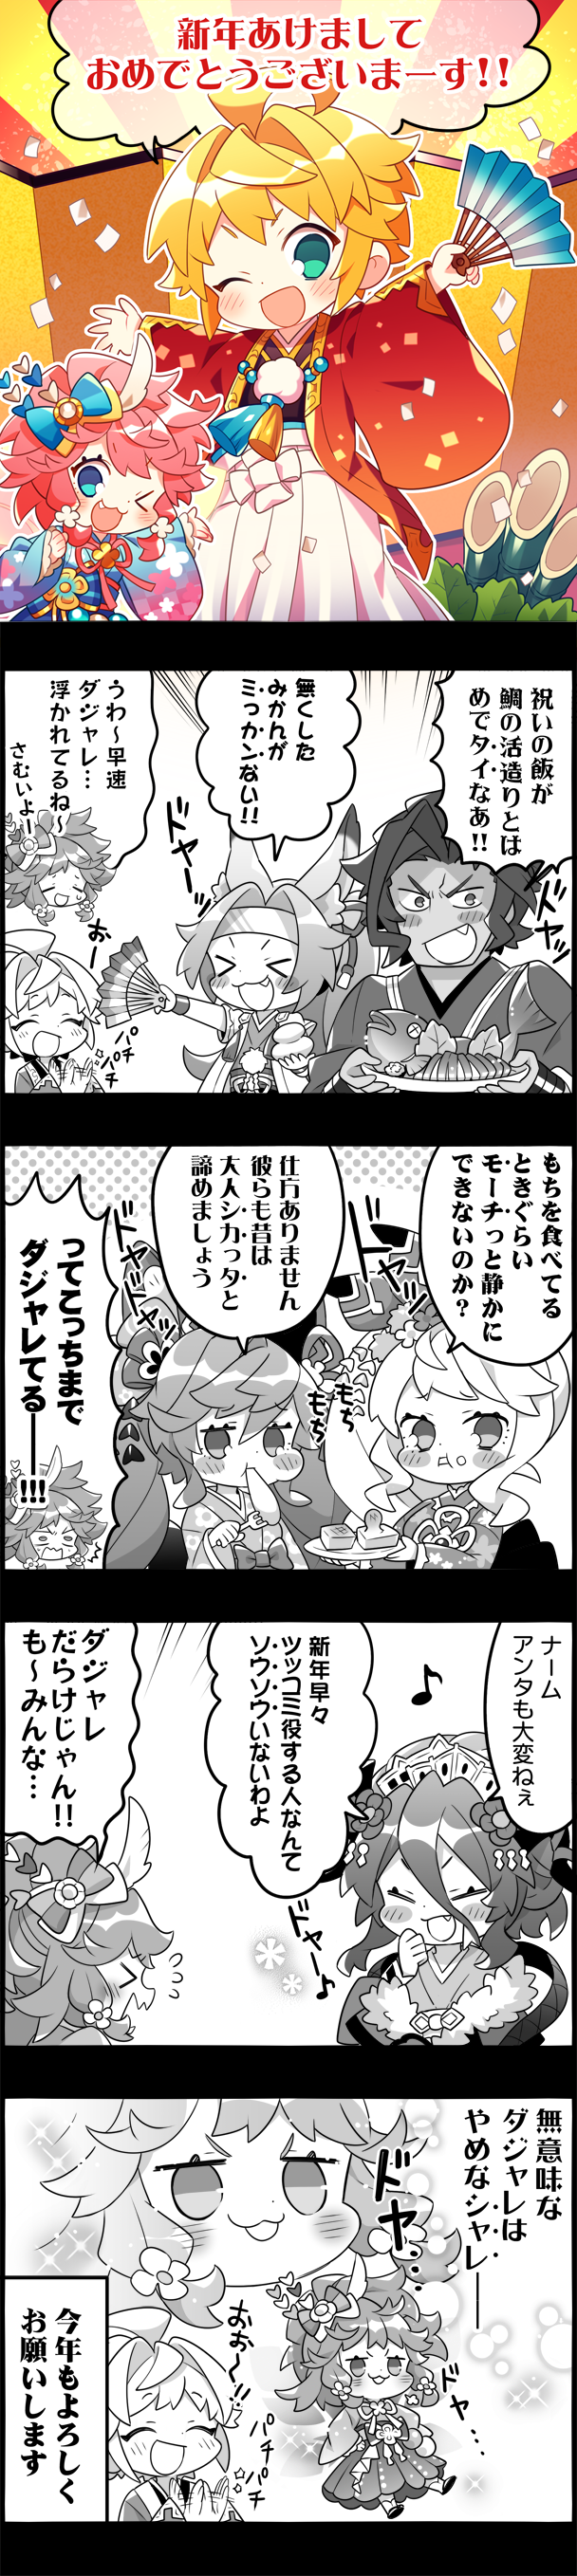 新年あけまして
おめでとうございまーす!!
祝いの飯が
鯛の活造りとは
めでタイなあ!!
ドヤッ
無くした
みかんが
ミっカンない!!
ドヤーッ
うわ〜早速
ダジャレ…
浮かれてるね〜
さむいよー
おー
パチ
パチ
もちを食べてる
ときぐらい
モーチっと静かに
できないのか?
ドヤッ
もち
もち
仕方ありません
彼らも昔は
大人シカっタと
諦めましょう
ドヤドヤッ
ってこっちまで
ダジャレてる――!!!
ナーム
アンタも大変ねぇ
新年早々
ツッコミ役する人なんて
ソウソウいないわよ
ドヤァー♪
ダジャレ
だらけじゃん!!
も〜みんな…
無意味な
ダジャレは
やめなシャレ――
ドヤ…
ドヤ…
おお〜!!
パチ
パチ
今年もよろしく
お願いします